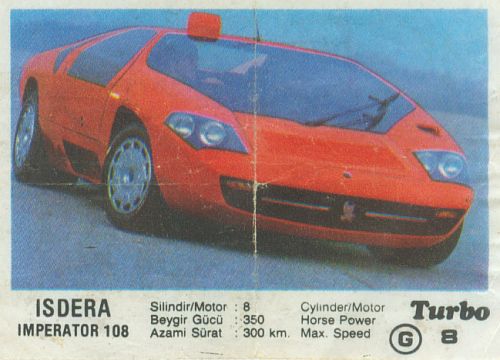 ISDERA
IMPERATOR 108
Silindir/Motor : 8 Cylinder/Motor
Beygir Gücü : 350 Horse Power
Azami Sürat : 300 km. Max. Speed
Turbo
G 8